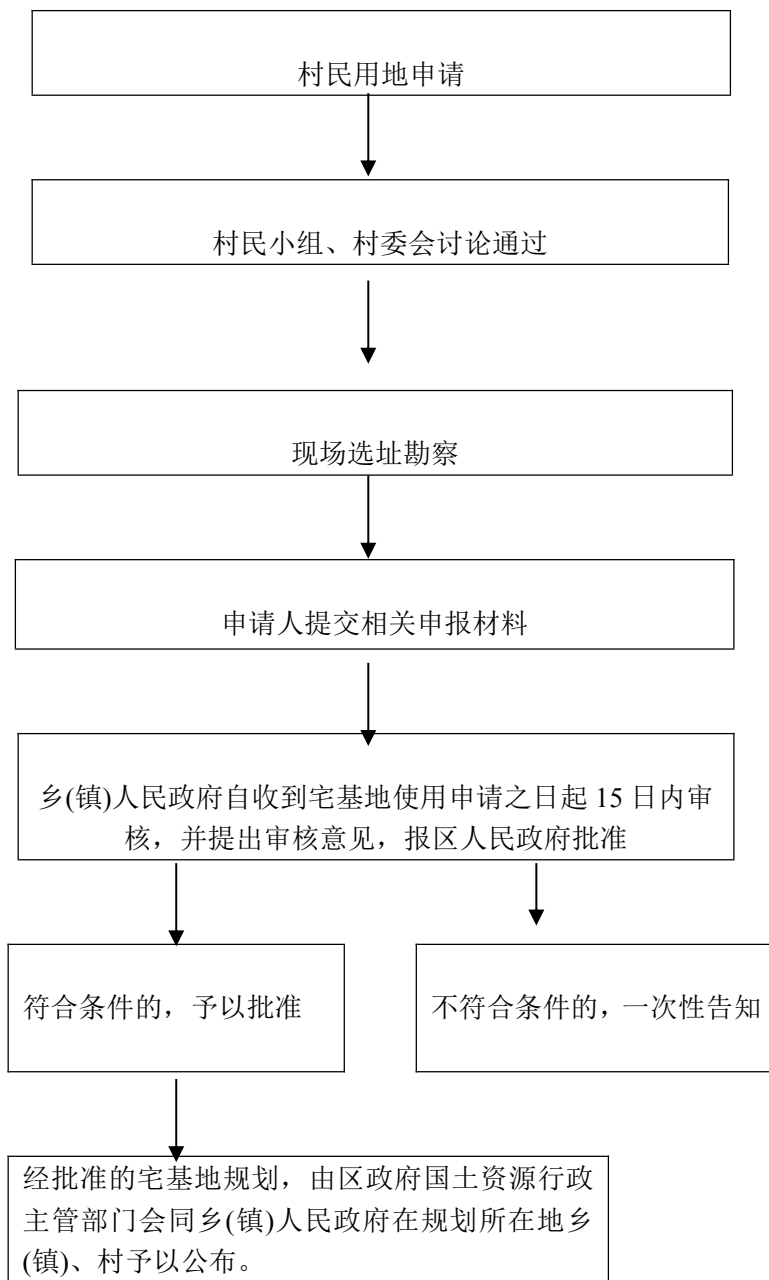 村民用地申请
村民小组、村委会讨论通过
现场选址勘察
申请人提交相关申报材料
乡(镇)人民政府自收到宅基地使用申请之日起 15 日内审
核，并提出审核意见，报区人民政府批准
符合条件的，予以批准
不符合条件的，一次性告知
经批准的宅基地规划，由区政府国土资源行政
主管部门会同乡(镇)人民政府在规划所在地乡
(镇)、村予以公布。